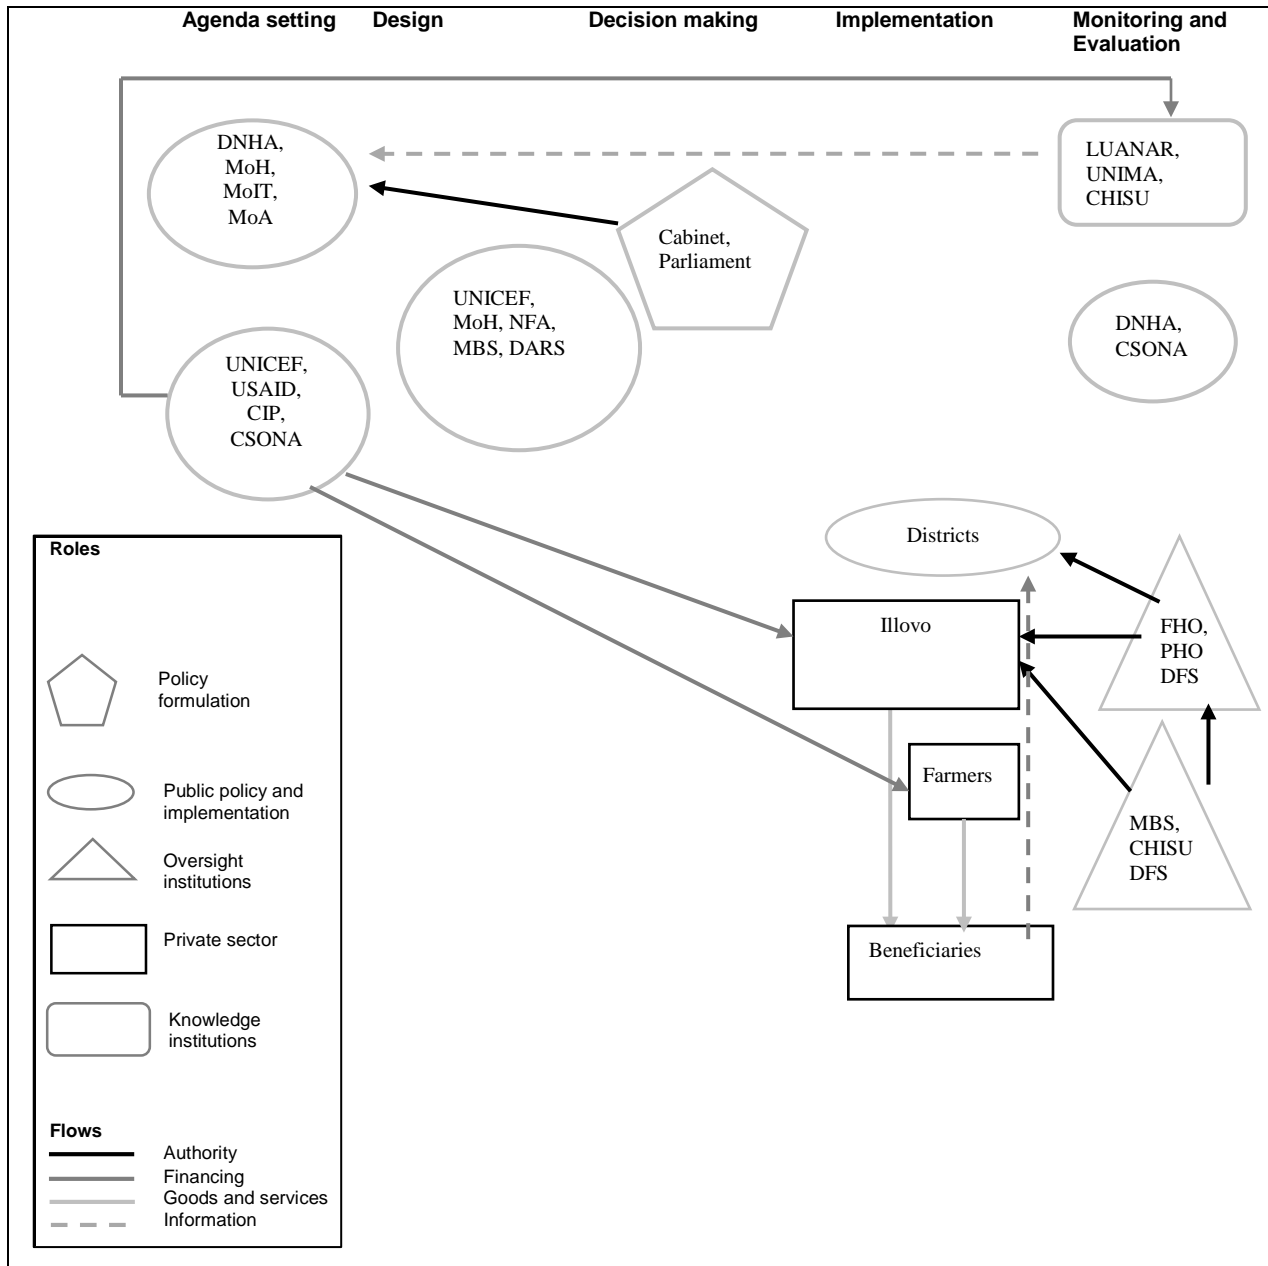 Agenda setting
Design
Decision making
Implementation
Monitoring and
Evaluation
DNHA,
MoH,
MoIT,
MoA
LUANAR,
UNIMA,
CHISU
Cabinet,
Parliament
UNICEF,
MoH, NFA,
MBS, DARS
DNHA,
CSONA
UNICEF,
USAID,
CIP,
CSONA
Districts
Illovo
FHO,
PHO
DFS
Farmers
MBS,
CHISU
DFS
Beneficiaries
Roles
Policy
formulation
Public policy and
implementation
Oversight
institutions
Private sector
Knowledge
institutions
Flows
Authority
Financing
Goods and services
Information